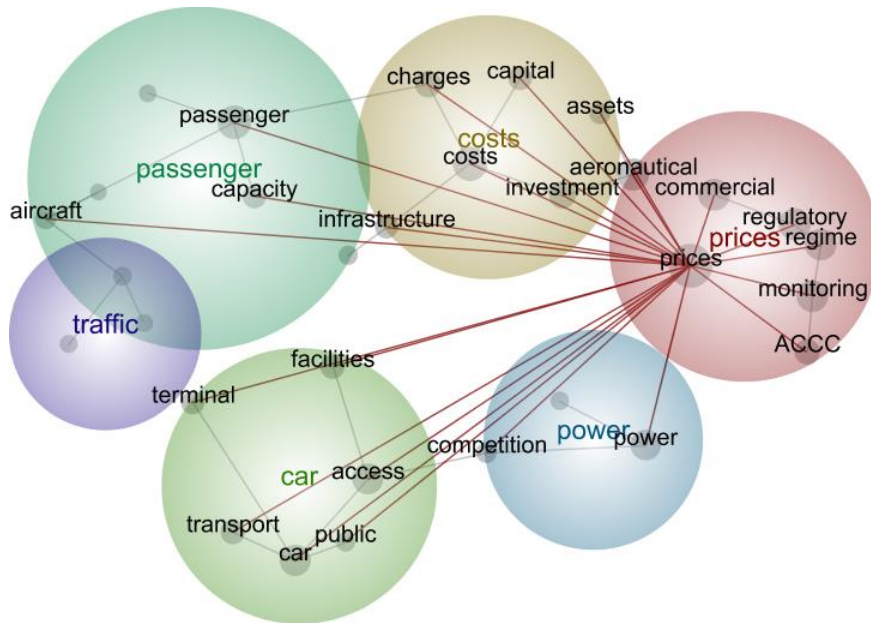 charges
capital
assets
passenger
costs
costs
passenger
capacity
investment
aeronautical
commercial
aircraft
infrastructure
regulatory
prices
regime
prices
monitoring
traffic
ACCC
facilities
terminal
competition
power
power
car
access
transport
public
car